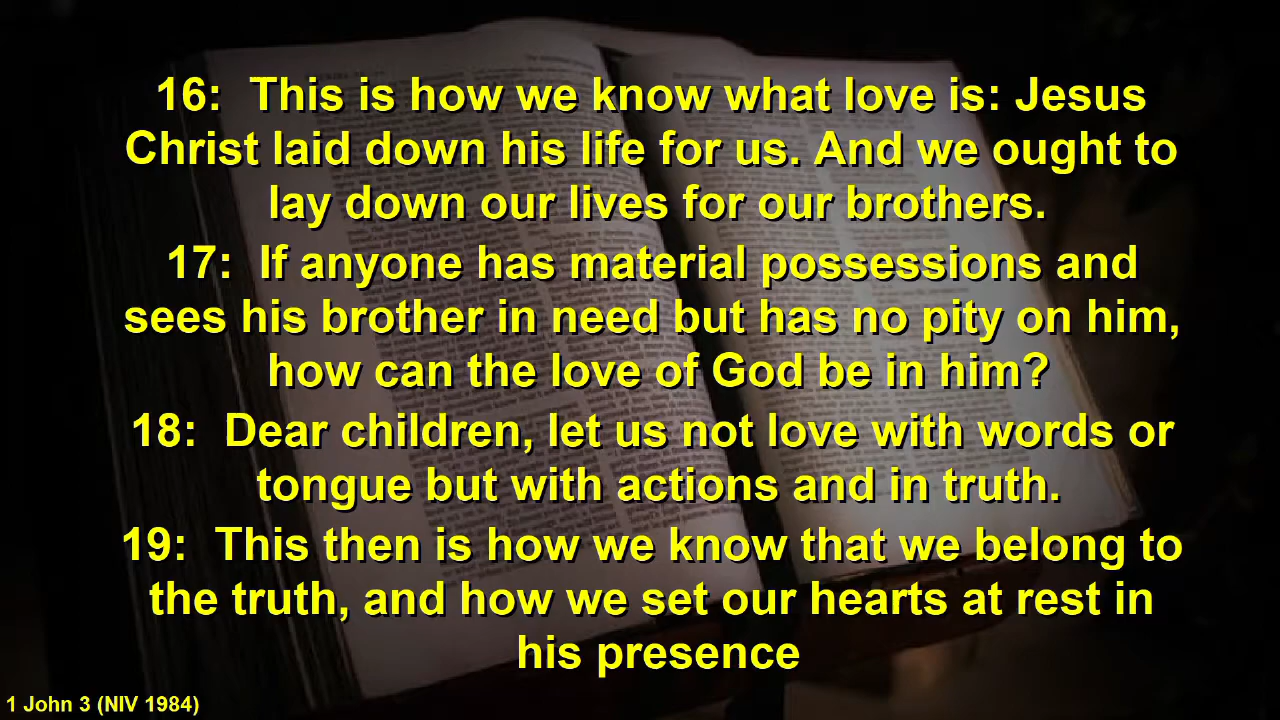 16:  This is how we know what love is: Jesus
Christ laid down his life for us. And we ought to
lay down our lives for our brothers.
17:  If anyone has material possessions and
sees his brother in need but has no pity on him,
how can the love of God be in him?
18:  Dear children, let us not love with words or
tongue but with actions and in truth.
19:  This then is how we know that we belong to
the truth, and how we set our hearts at rest in
his presence
1 John 3 (NIV 1984)